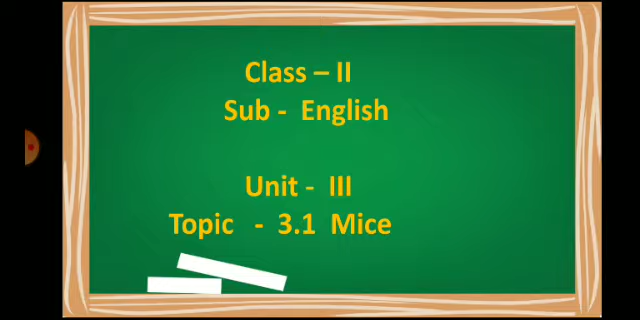 Class – II
Sub - English
Unit - III
Topic - 3.1 Mice